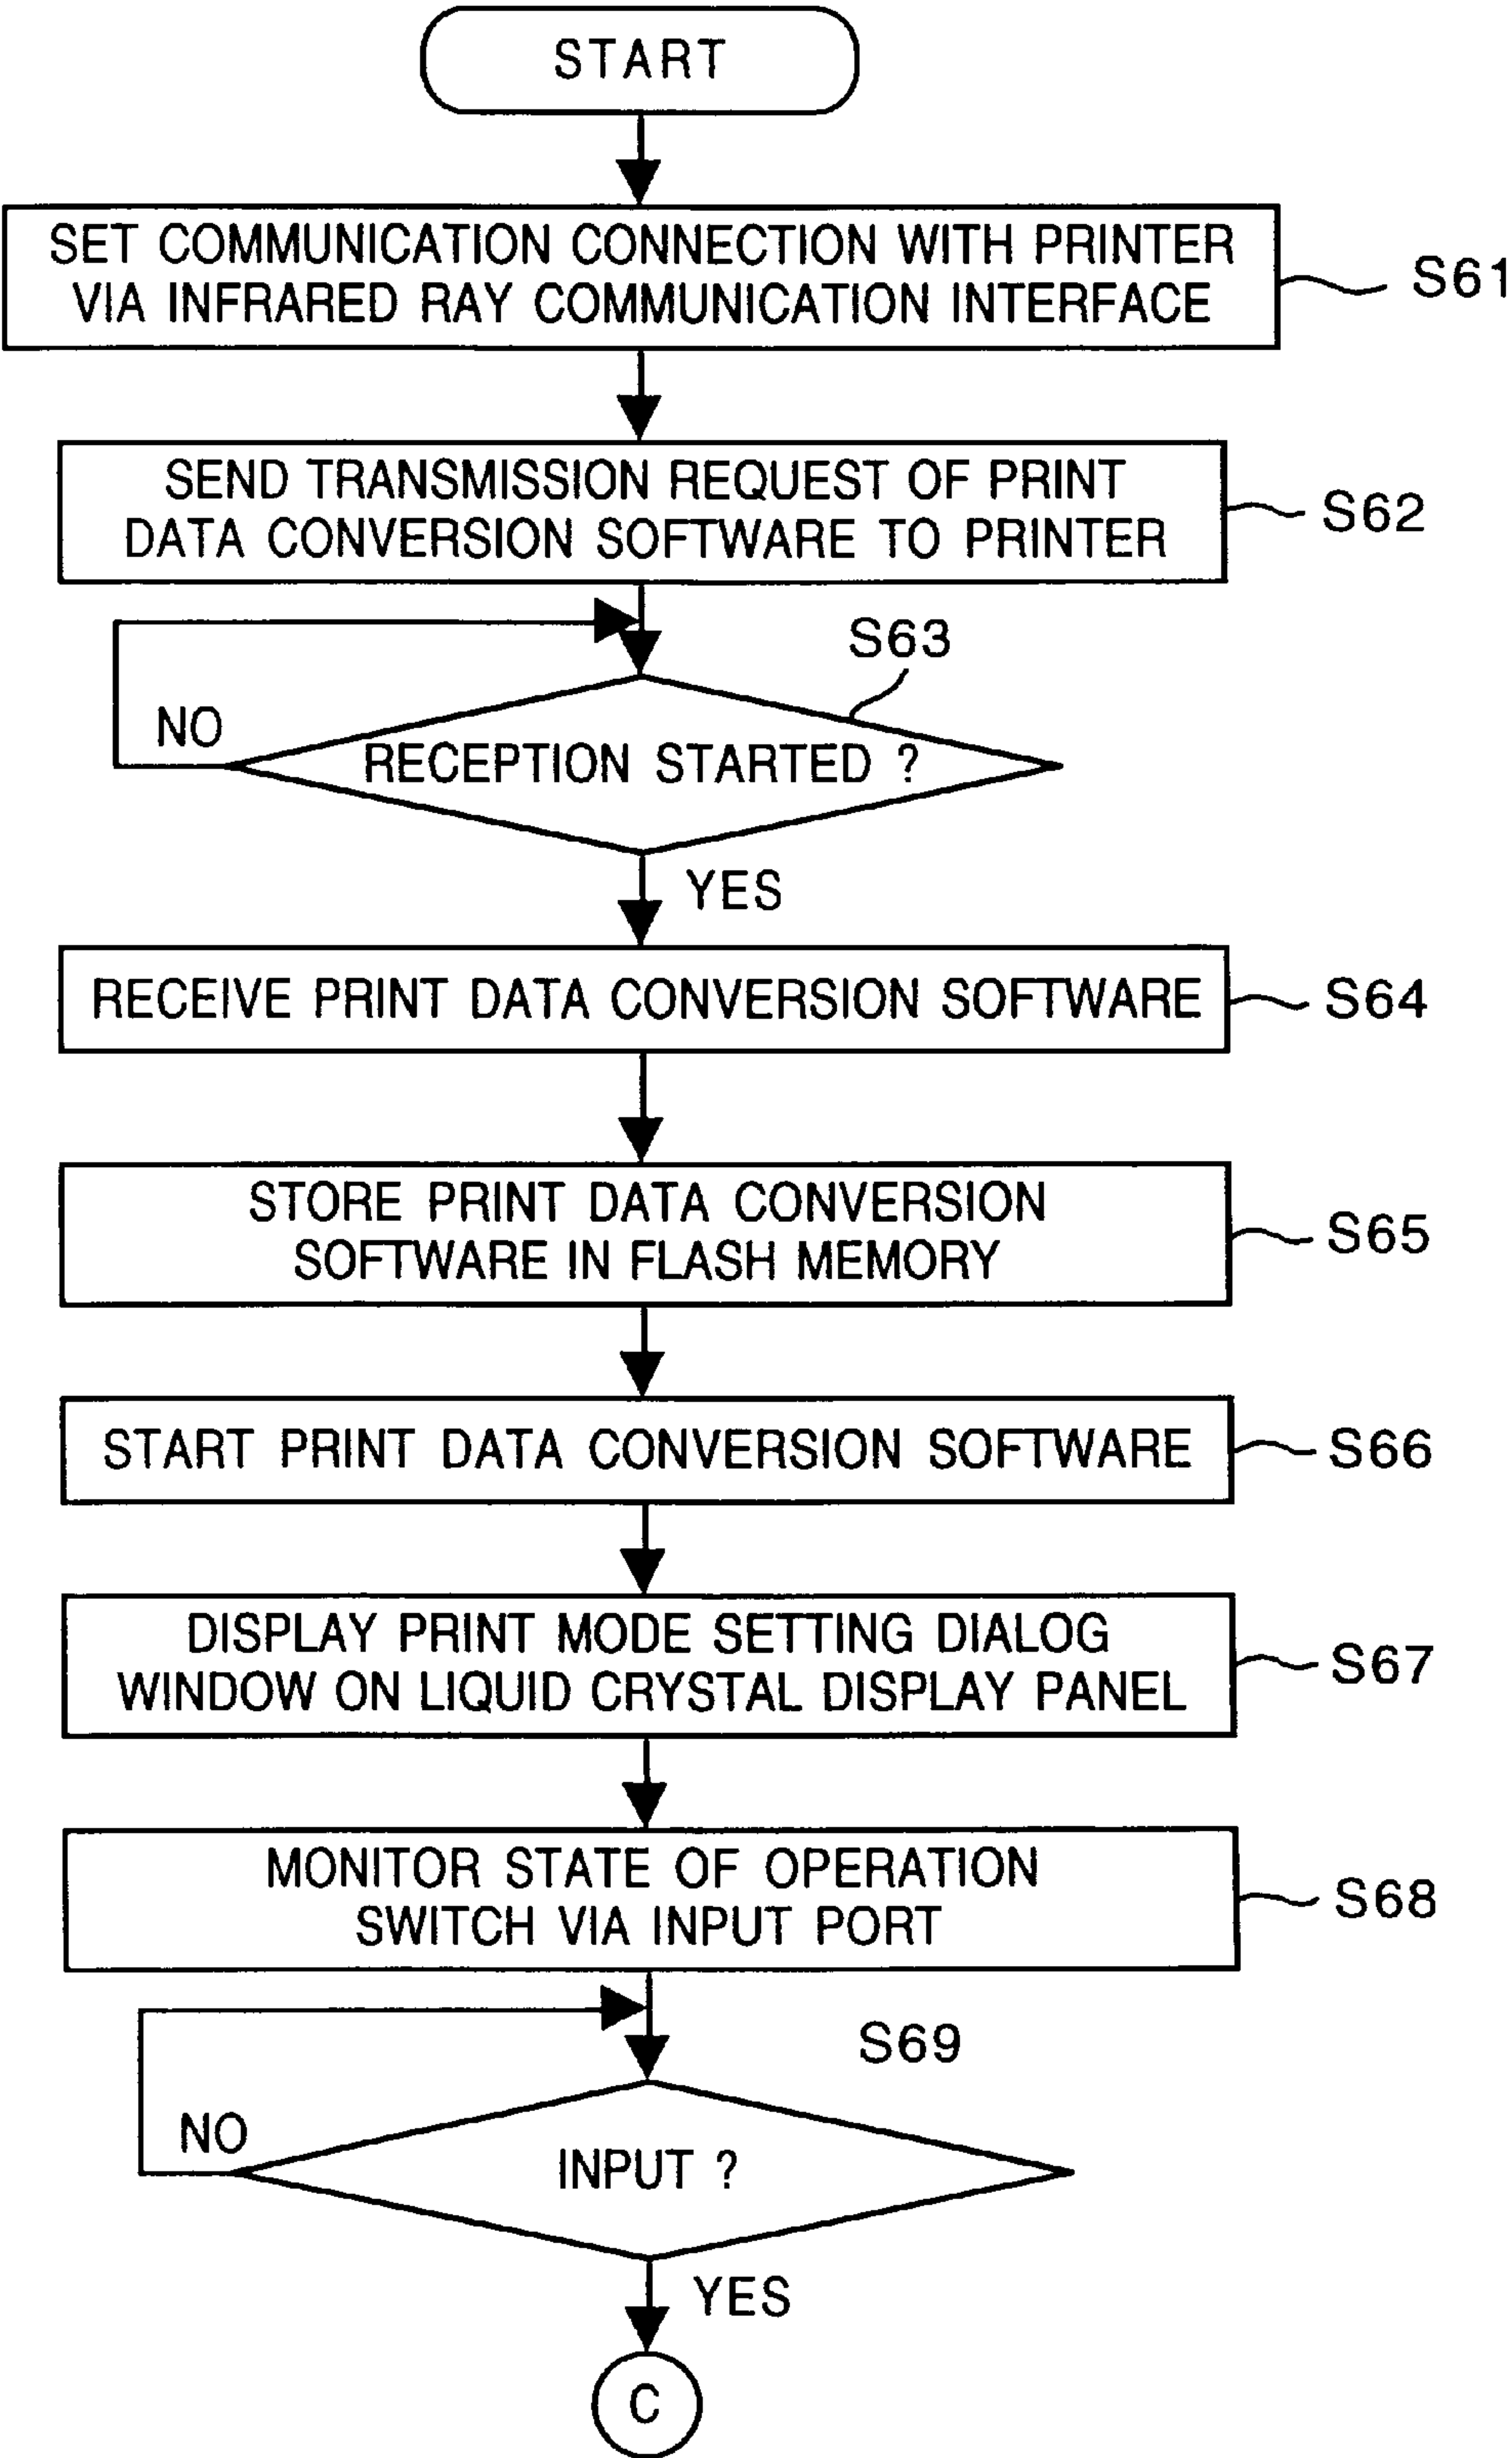 START
SET COMMUNICATION CONNECTION WITH PRINTER
VIA INFRARED RAY COMMUNICATION INTERFACE
S61
SEND TRANSMISSION REQUEST OF PRINT
DATA CONVERSION SOFTWARE TO PRINTER
S62
S63
NO
RECEPTION STARTED ?
YES
RECEIVE PRINT DATA CONVERSION SOFTWARE
S64
STORE PRINT DATA CONVERSION
SOFTWARE IN FLASH MEMORY
S65
START PRINT DATA CONVERSION SOFTWARE
S66
DISPLAY PRINT MODE SETTING DIALOG
WINDOW ON LIQUID CRYSTAL DISPLAY PANEL
S67
MONITOR STATE OF OPERATION
SWITCH VIA INPUT PORT
S68
S69
NO
INPUT ?
YES
C